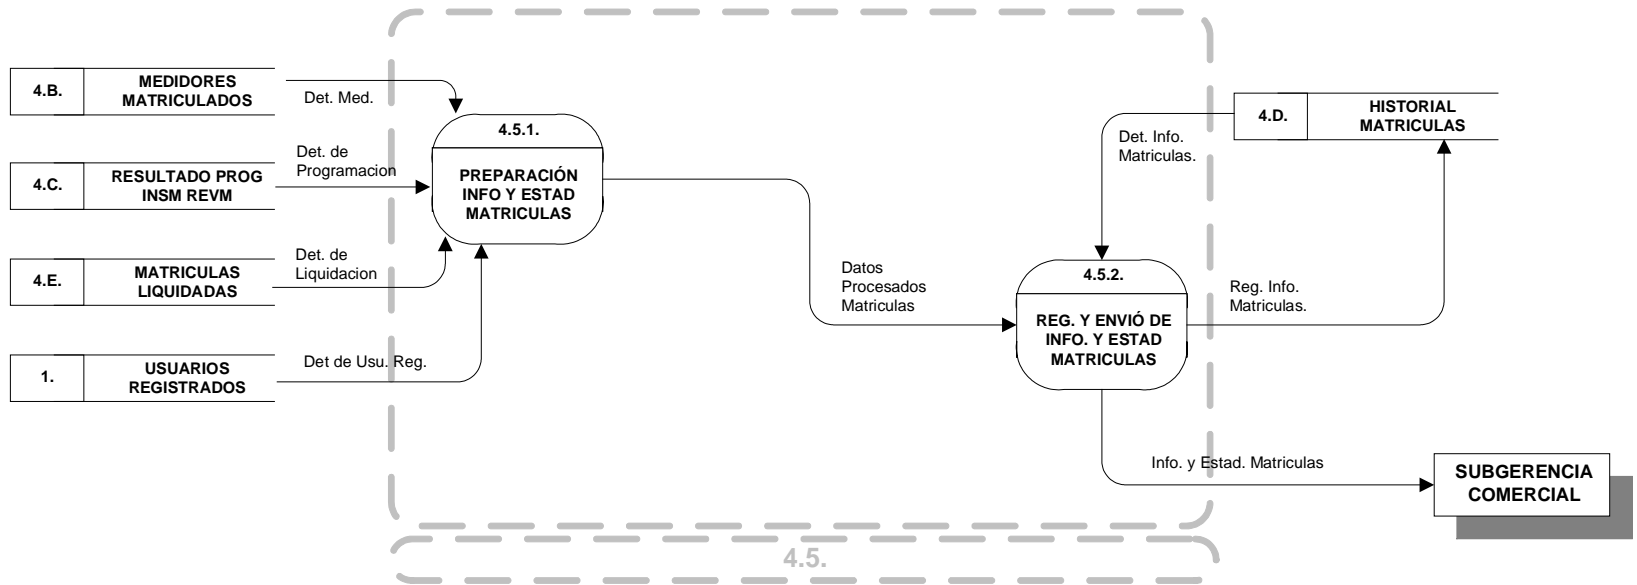 4.B.
MEDIDORES
MATRICULADOS
Det. Med.
4.C.
RESULTADO PROG
INSM REVM
Det. de
Programacion
4.E.
MATRICULAS
LIQUIDADAS
Det. de
Liquidacion
1.
USUARIOS
REGISTRADOS
Det de Usu. Reg.
4.5.1.
PREPARACIÓN
INFO Y ESTAD
MATRICULAS
Datos
Procesados
Matriculas
4.D.
HISTORIAL
MATRICULAS
Det. Info.
Matriculas.
4.5.2.
REG. Y ENVIÓ DE
INFO. Y ESTAD
MATRICULAS
Reg. Info.
Matriculas.
Info. y Estad. Matriculas
SUBGERENCIA
COMERCIAL
4.5.